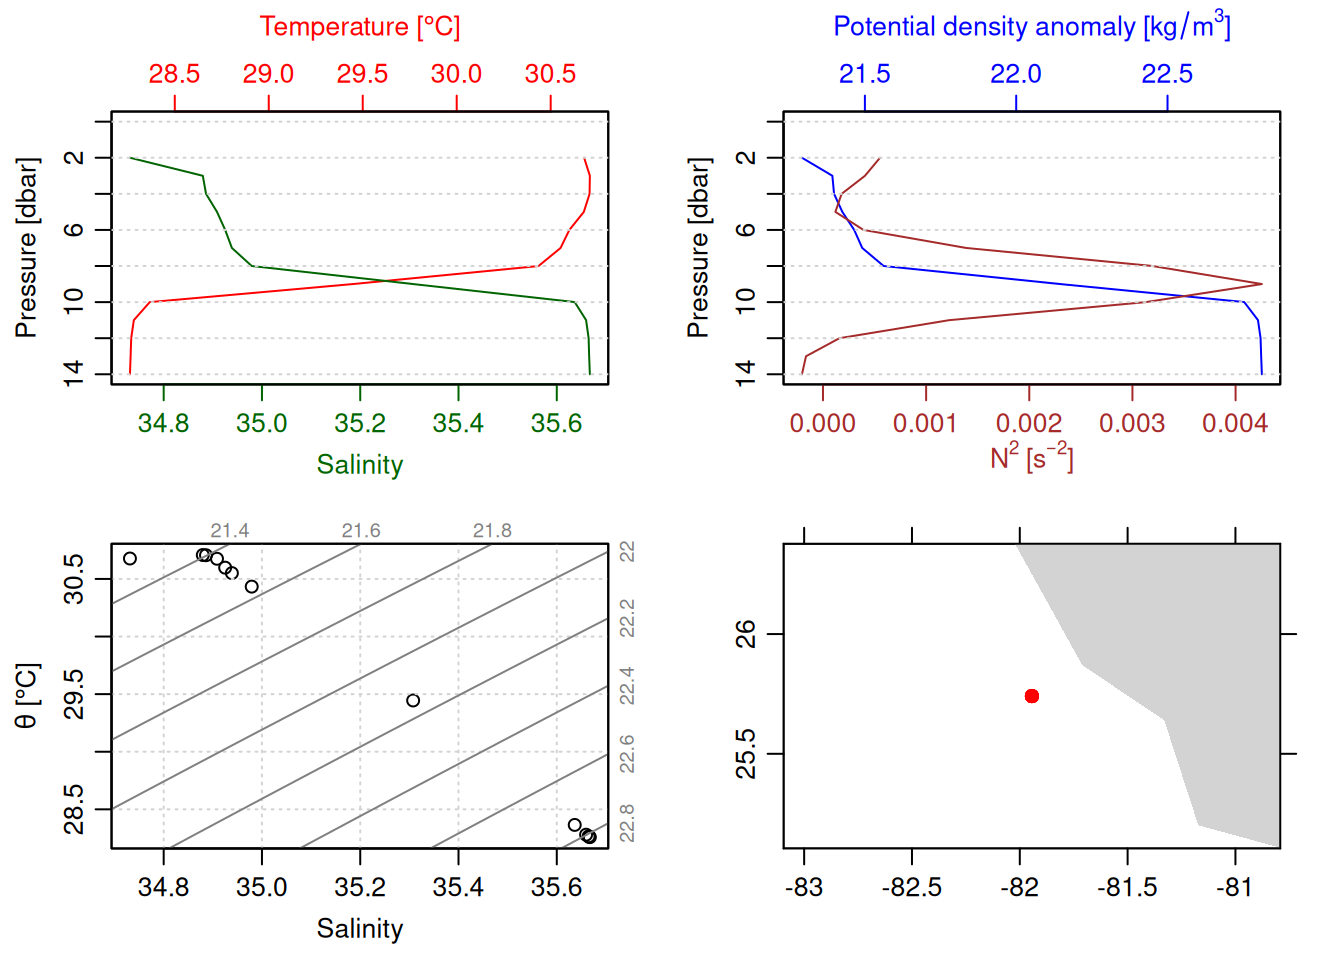 Temperature [°C]
28.5 29.0 29.5 30.0 30.5
Pressure [dbar]
2
6
10
14
34.8 35.0 35.2 35.4 35.6
Salinity
Potential density anomaly [kg/m³]
21.5 22.0 22.5
Pressure [dbar]
2
6
10
14
0.000 0.001 0.002 0.003 0.004
N² [s⁻²]
21.4 21.6 21.8
22
22.2
22.4
22.6
22.8
θ [°C]
30.5
29.5
28.5
34.8 35.0 35.2 35.4 35.6
Salinity
26
25.5
-83 -82.5 -82 -81.5 -81